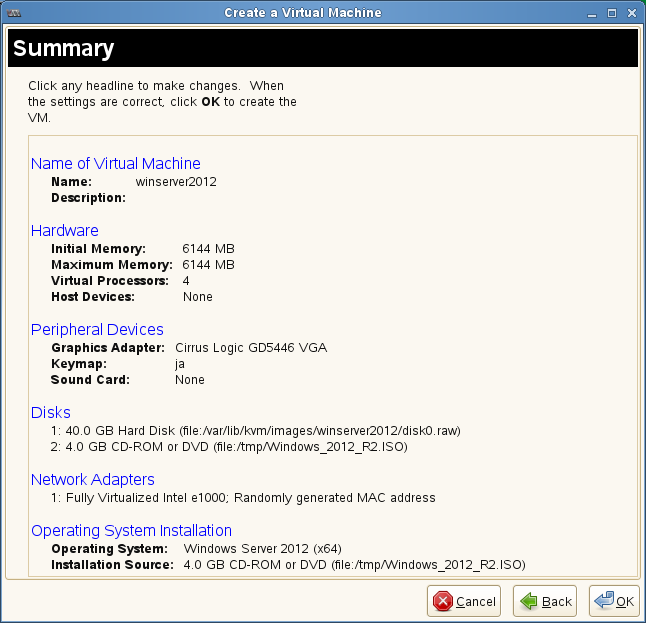 Create a Virtual Machine
Summary
Click any headline to make changes. When
the settings are correct, click OK to create the
VM.
Name of Virtual Machine
Name: winserver2012
Description:
Hardware
Initial Memory: 6144 MB
Maximum Memory: 6144 MB
Virtual Processors: 4
Host Devices: None
Peripheral Devices
Graphics Adapter: Cirrus Logic GD5446 VGA
Keymap: ja
Sound Card: None
Disks
1: 40.0 GB Hard Disk (file:/var/lib/kvm/images/winserver2012/disk0.raw)
2: 4.0 GB CD-ROM or DVD (file:/tmp/Windows_2012_R2.ISO)
Network Adapters
1: Fully Virtualized Intel e1000; Randomly generated MAC address
Operating System Installation
Operating System: Windows Server 2012 (x64)
Installation Source: 4.0 GB CD-ROM or DVD (file:/tmp/Windows_2012_R2.ISO)
Cancel Back OK